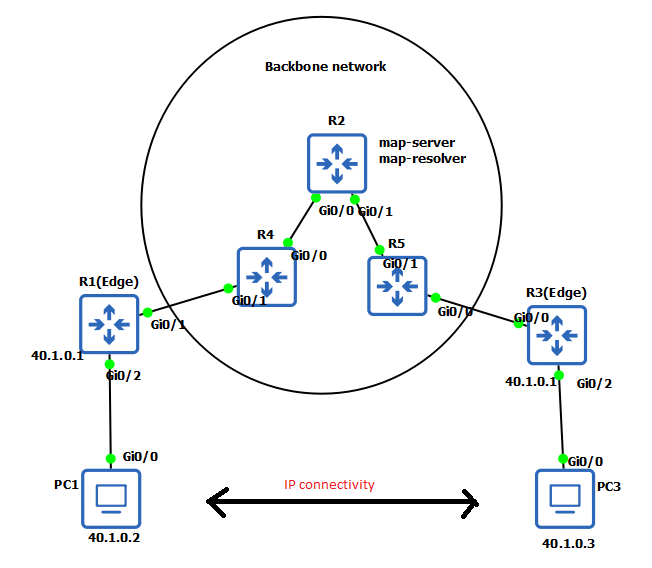 Backbone network
R2
map-server
map-resolver
Gi0/0
Gi0/1
R4
R5
Gi0/0
Gi0/1
R1(Edge)
R3(Edge)
Gi0/1
Gi0/0
Gi0/1
Gi0/0
40.1.0.1
40.1.0.1
Gi0/2
Gi0/2
Gi0/0
Gi0/0
PC1
IP connectivity
PC3
40.1.0.2
40.1.0.3